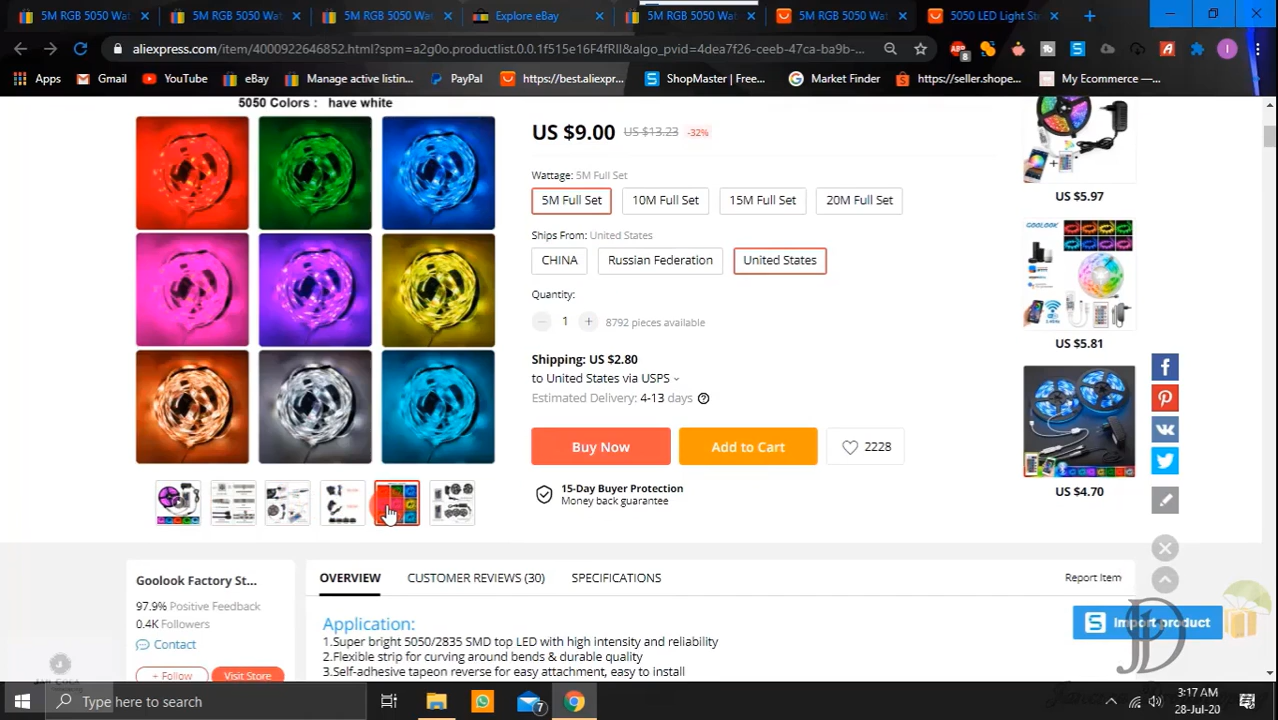 5M RGB 5050 Wat
5M RGB 5050 Wat
5M RGB 5050 Wat
Explore eBay
5M RGB 5050 Wat
5M RGB 5050 Wat
5050 LED Light St
aliexpress.com/item/4000922646852.html?spm=a2g0o.productlist.0.0.1f515e16F4fRII&algo_pvid=4dea7f26-ceeb-47ca-ba9b-...
Apps
Gmail
YouTube
eBay
Manage active listin...
PayPal
https://best.aliexpr...
ShopMaster | Free...
Market Finder
https://seller.shope...
My Ecommerce —...
5050 Colors : have white
US $9.00 US $13.23 -32%
Wattage: 5M Full Set
5M Full Set
10M Full Set
15M Full Set
20M Full Set
Ships From: United States
CHINA
Russian Federation
United States
Quantity:
1
8792 pieces available
Shipping: US $2.80
to United States via USPS
Estimated Delivery: 4-13 days
Buy Now
Add to Cart
2228
15-Day Buyer Protection
Money back guarantee
US $5.97
GOOLOOK
US $5.81
US $4.70
Goolook Factory St...
97.9% Positive Feedback
0.4K Followers
Contact
+ Follow
Visit Store
OVERVIEW
CUSTOMER REVIEWS (30)
SPECIFICATIONS
Report Item
Application:
1.Super bright 5050/2835 SMD top LED with high intensity and reliability
2.Flexible strip for curving around bends & durable quality
3.Self-adhesive tapeon reverse for easy attachment, easy to install
Import product
Type here to search
7
3:17 AM
28-Jul-20